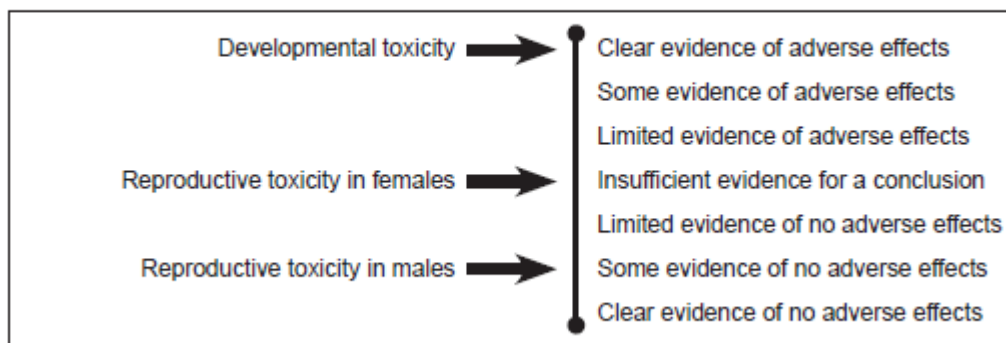 Developmental toxicity Clear evidence of adverse effects
Some evidence of adverse effects
Limited evidence of adverse effects
Reproductive toxicity in females Insufficient evidence for a conclusion
Limited evidence of no adverse effects
Reproductive toxicity in males Some evidence of no adverse effects
Clear evidence of no adverse effects